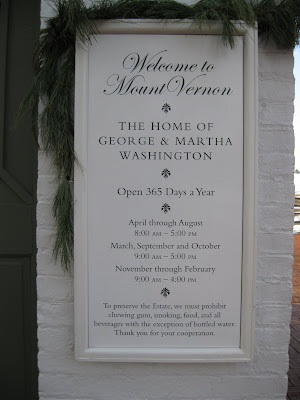 Welcome to
Mount Vernon
THE HOME OF
GEORGE & MARTHA
WASHINGTON
Open 365 Days a Year
April through August
8:00 AM – 5:00 PM
March, September and October
9:00 AM – 5:00 PM
November through February
9:00 AM – 4:00 PM
To preserve the Estate, we must prohibit
chewing gum, smoking, food, and all
beverages with the exception of bottled water.
Thank you for your cooperation.